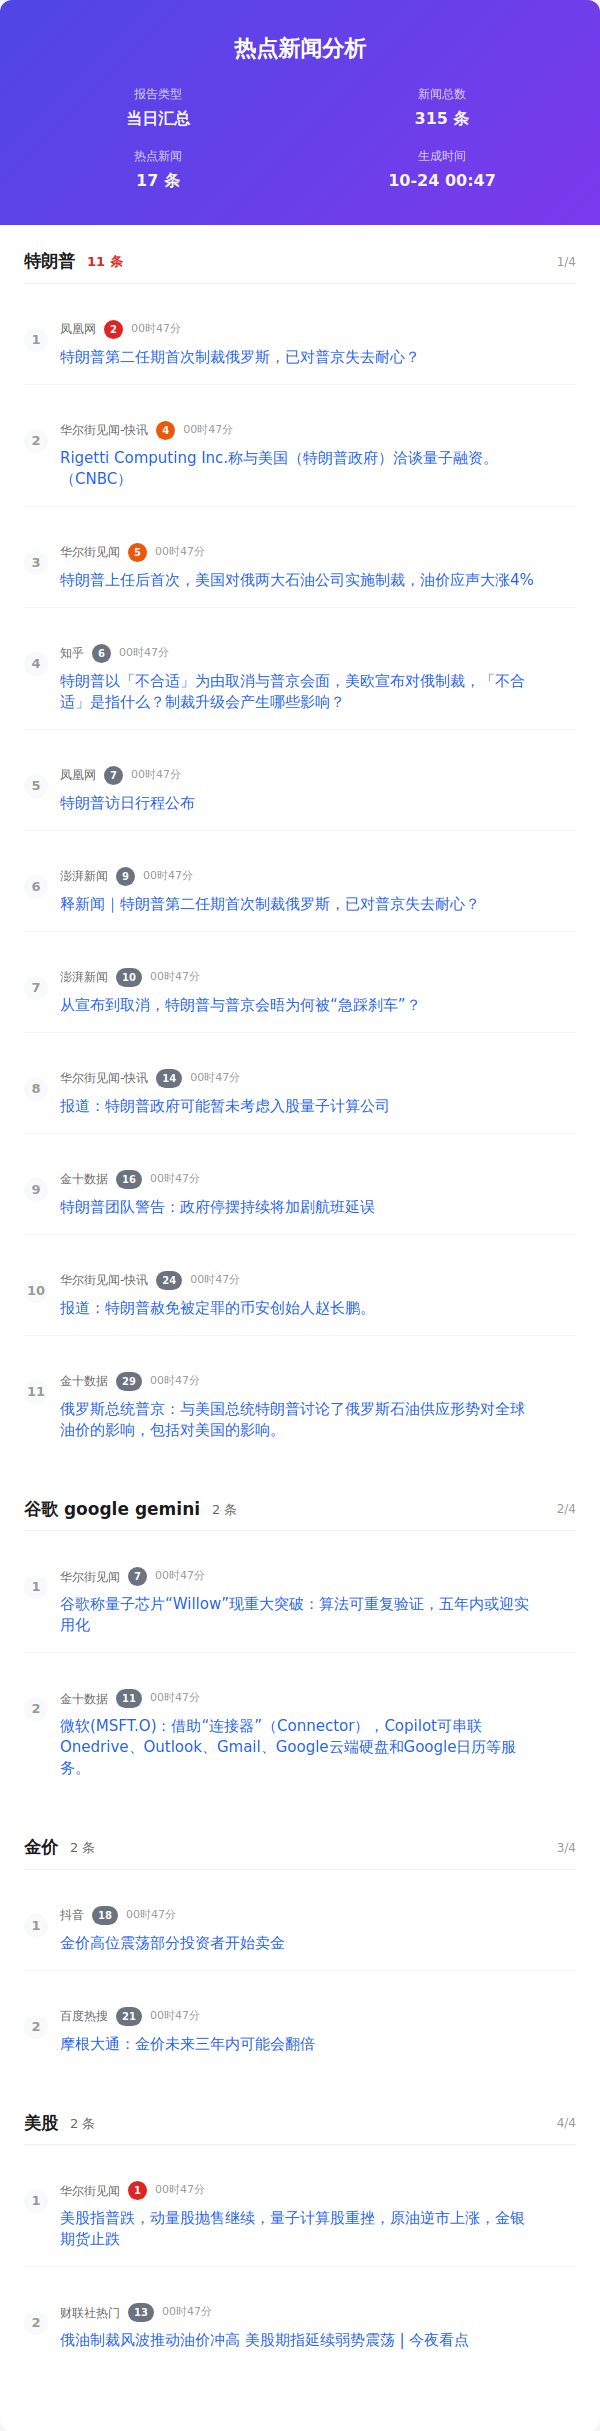 热点新闻分析
报告类型
新闻总数
当日汇总
315 条
热点新闻
生成时间
17 条
10-24 00:47
特朗普 11 条 1/4
1 凤凰网 2 00时47分
特朗普第二任期首次制裁俄罗斯，已对普京失去耐心？
2 华尔街见闻-快讯 4 00时47分
Rigetti Computing Inc.称与美国（特朗普政府）洽谈量子融资。
（CNBC）
3 华尔街见闻 5 00时47分
特朗普上任后首次，美国对俄两大石油公司实施制裁，油价应声大涨4%
4 知乎 6 00时47分
特朗普以「不合适」为由取消与普京会面，美欧宣布对俄制裁，「不合
适」是指什么？制裁升级会产生哪些影响？
5 凤凰网 7 00时47分
特朗普访日行程公布
6 澎湃新闻 9 00时47分
释新闻｜特朗普第二任期首次制裁俄罗斯，已对普京失去耐心？
7 澎湃新闻 10 00时47分
从宣布到取消，特朗普与普京会晤为何被“急踩刹车”？
8 华尔街见闻-快讯 14 00时47分
报道：特朗普政府可能暂未考虑入股量子计算公司
9 金十数据 16 00时47分
特朗普团队警告：政府停摆持续将加剧航班延误
10 华尔街见闻-快讯 24 00时47分
报道：特朗普赦免被定罪的币安创始人赵长鹏。
11 金十数据 29 00时47分
俄罗斯总统普京：与美国总统特朗普讨论了俄罗斯石油供应形势对全球
油价的影响，包括对美国的影响。
谷歌 google gemini 2 条 2/4
1 华尔街见闻 7 00时47分
谷歌称量子芯片“Willow”现重大突破：算法可重复验证，五年内或迎实
用化
2 金十数据 11 00时47分
微软(MSFT.O)：借助“连接器”（Connector），Copilot可串联
Onedrive、Outlook、Gmail、Google云端硬盘和Google日历等服
务。
金价 2 条 3/4
1 抖音 18 00时47分
金价高位震荡部分投资者开始卖金
2 百度热搜 21 00时47分
摩根大通：金价未来三年内可能会翻倍
美股 2 条 4/4
1 华尔街见闻 1 00时47分
美股指普跌，动量股抛售继续，量子计算股重挫，原油逆市上涨，金银
期货止跌
2 财联社热门 13 00时47分
俄油制裁风波推动油价冲高 美股期指延续弱势震荡 | 今夜看点